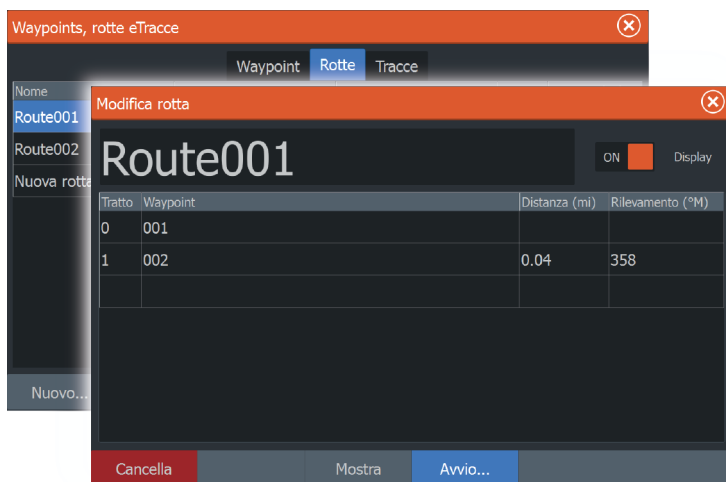 Waypoints, rotte eTracce
Waypoint Rotte Tracce
Nome
Route001
Route002
Nuova rotta
Nuovo...
Modifica rotta
Route001
ON Display
Tratto Waypoint Distanza (mi) Rilevamento (°M)
0 001
1 002 0.04 358
Cancella Mostra Avvio...